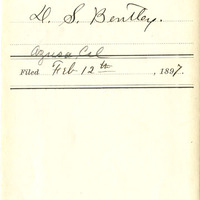 D. S. Bentley.
Azusa Cal
Filed Feb 12th, 1897.